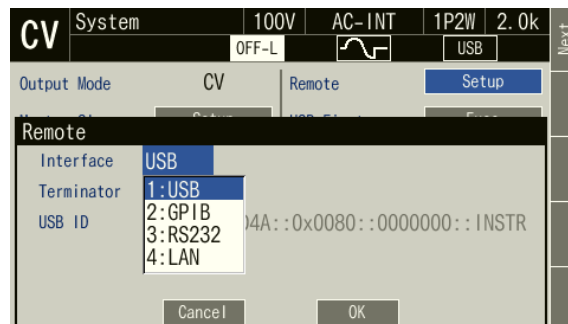 CV System 100V AC-INT 1P2W 2.0k
OFF-L USB
Next
Output Mode CV Remote Setup
Remote
Interface USB
Terminator 1:USB
2:GPIB
USB ID 04A::0x0080::0000000::INSTR
3:RS232
4:LAN
Cancel OK